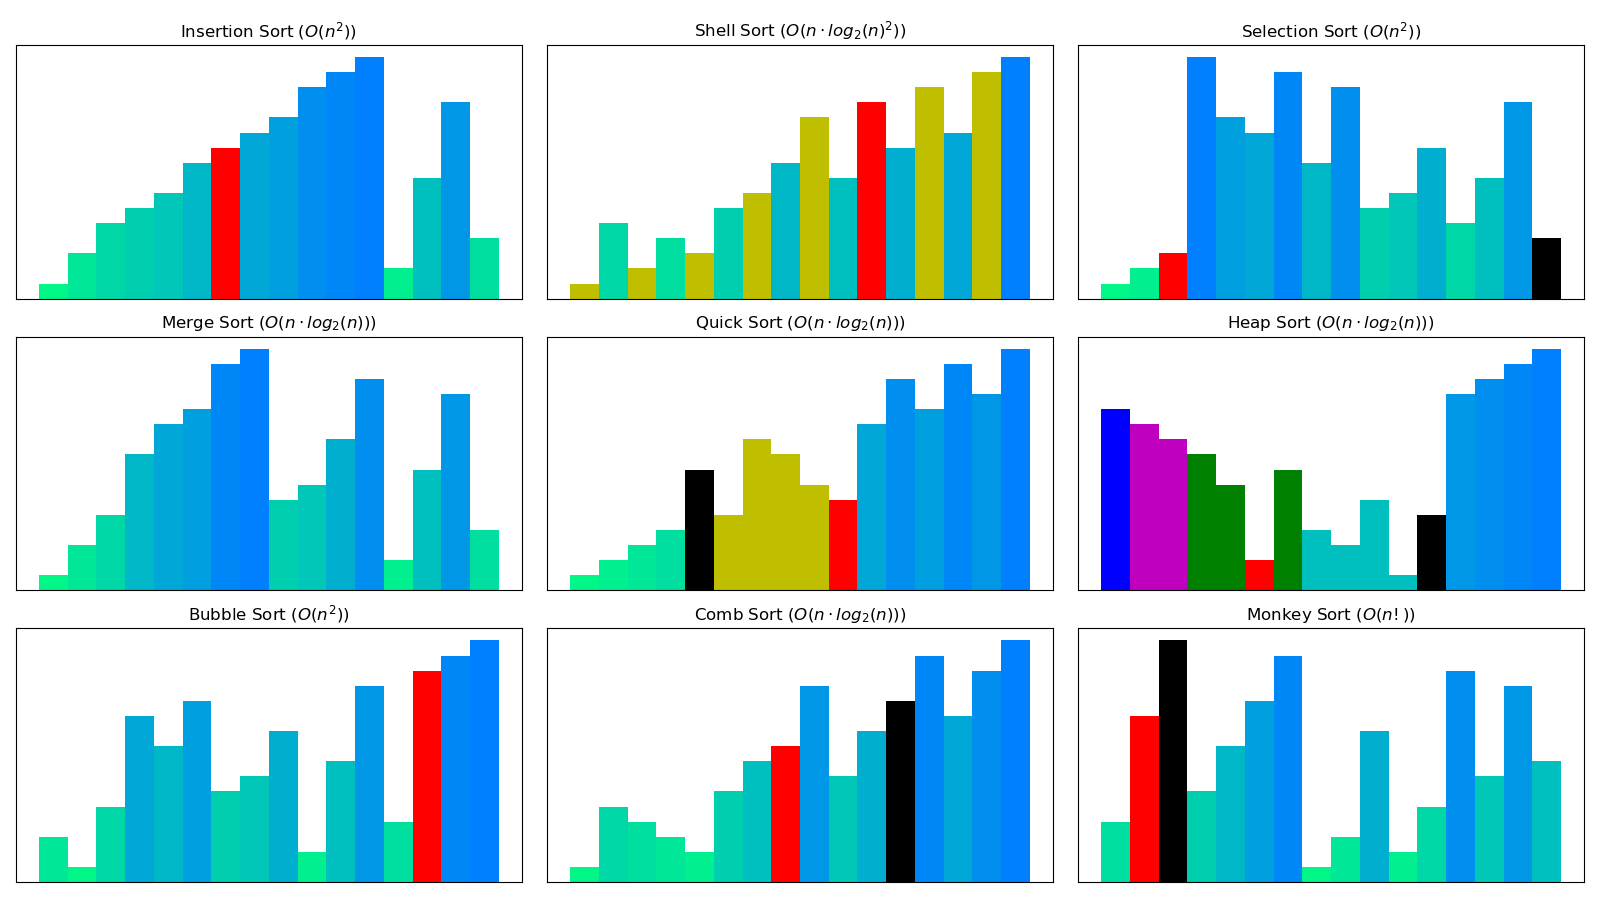 Insertion Sort (O(n²))
Shell Sort (O(n · log₂(n)²))
Selection Sort (O(n²))
Merge Sort (O(n · log₂(n)))
Quick Sort (O(n · log₂(n)))
Heap Sort (O(n · log₂(n)))
Bubble Sort (O(n²))
Comb Sort (O(n · log₂(n)))
Monkey Sort (O(n!))